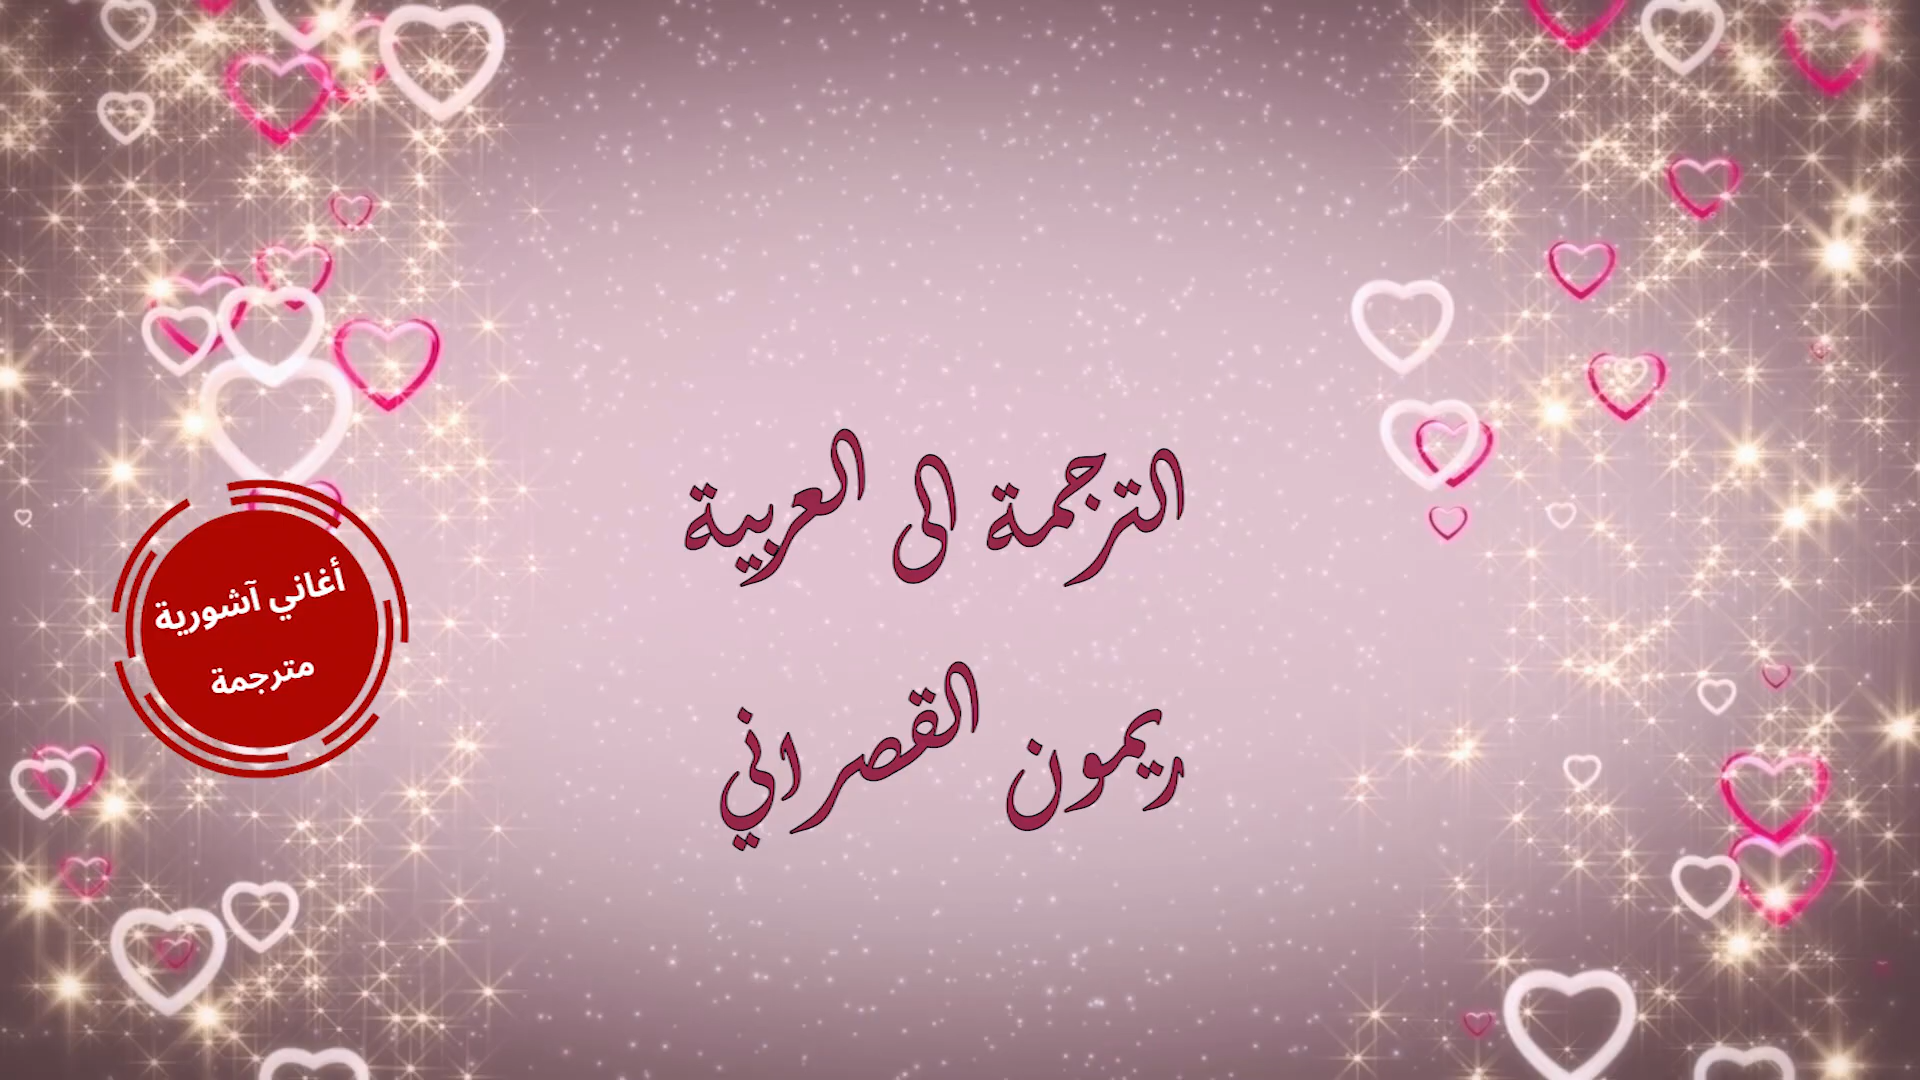 الترجمة الى العربية
ريمون القصراني
أغاني آشورية
مترجمة